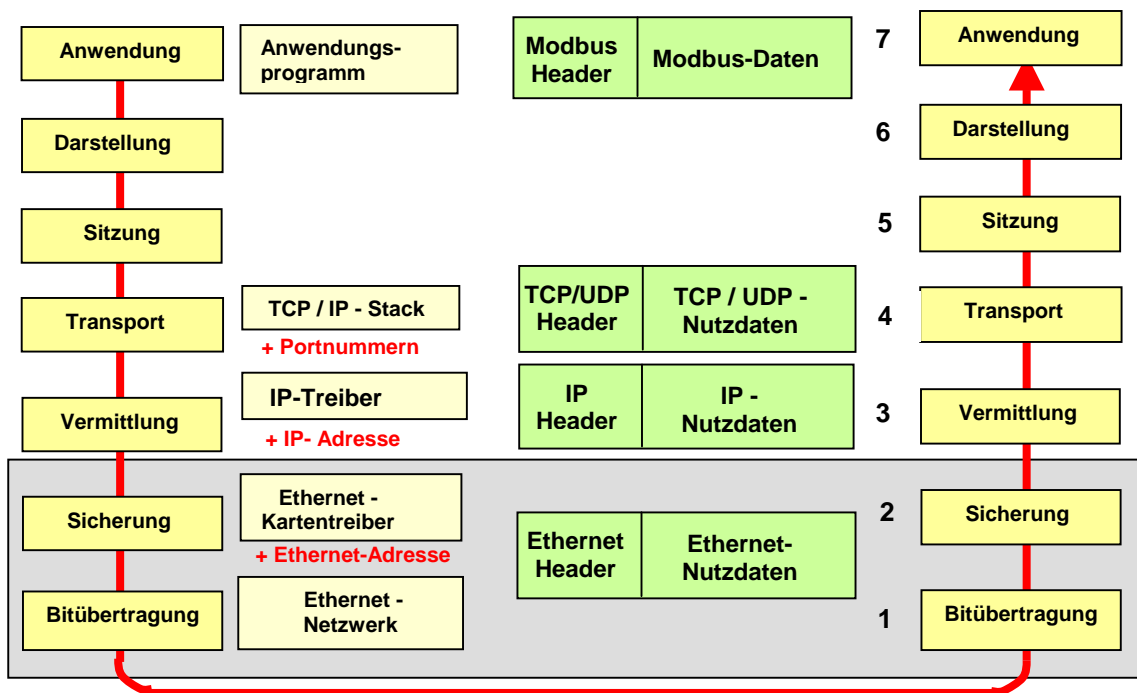 Anwendung
Anwendungs-
programm
Modbus
Header
Modbus-Daten
7
Anwendung
Darstellung
6
Darstellung
Sitzung
5
Sitzung
Transport
TCP / IP - Stack
+ Portnummern
TCP/UDP
Header
TCP / UDP -
Nutzdaten
4
Transport
Vermittlung
IP-Treiber
+ IP- Adresse
IP
Header
IP -
Nutzdaten
3
Vermittlung
Sicherung
Ethernet -
Kartentreiber
+ Ethernet-Adresse
Ethernet
Header
Ethernet-
Nutzdaten
2
Sicherung
Bitübertragung
Ethernet -
Netzwerk
1
Bitübertragung